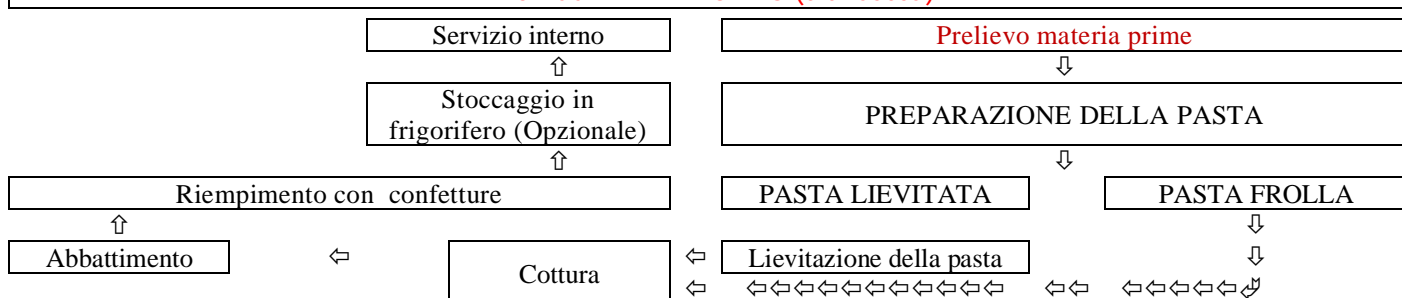 Servizio interno
Prelievo materia prime
⇧
⇩
Stoccaggio in
frigorifero (Opzionale)
PREPARAZIONE DELLA PASTA
⇧
⇩
Riempimento con confetture
PASTA LIEVITATA
PASTA FROLLA
⇧
⇩
Abbattimento
⇦
Cottura
⇦
Lievitazione della pasta
⇩
⇦
⇦⇦⇦⇦⇦⇦⇦⇦⇦⇦⇦
⇦⇦
⇦⇦⇦⇦⇦